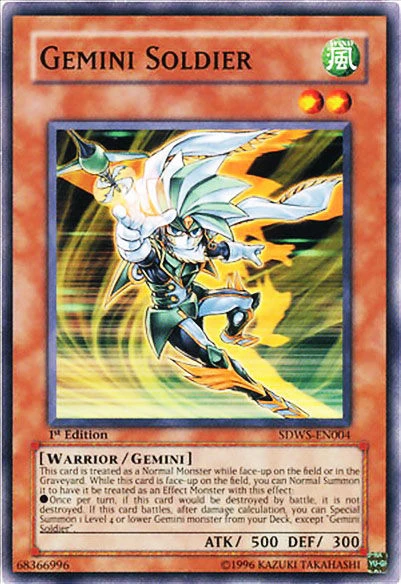 GEMINI SOLDIER
風
1st Edition
SDWS-EN004
[WARRIOR / GEMINI]
This card is treated as a Normal Monster while face-up on the field or in the
Graveyard. While this card is face-up on the field, you can Normal Summon
it to have it be treated as an Effect Monster with this effect:
●Once per turn, if this card would be destroyed by battle, it is not
destroyed. If this card battles, after damage calculation, you can Special
Summon 1 Level 4 or lower Gemini monster from your Deck, except "Gemini
Soldier".
ATK/ 500 DEF/ 300
68366996
©1996 KAZUKI TAKAHASHI